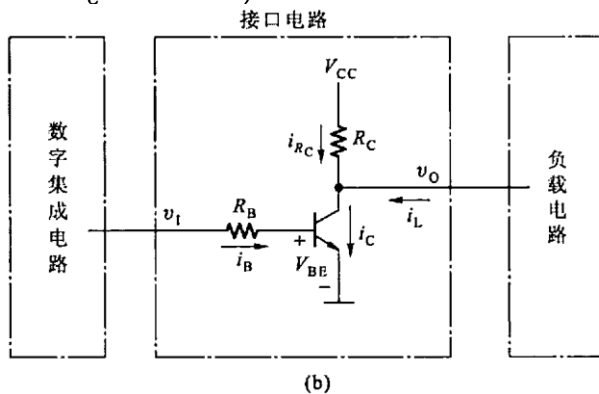 接口电路
数字集成电路
V_CC
i_RC
R_C
v_O
i_L
v_I
R_B
i_B
+
V_BE
−
i_C
负载电路
(b)